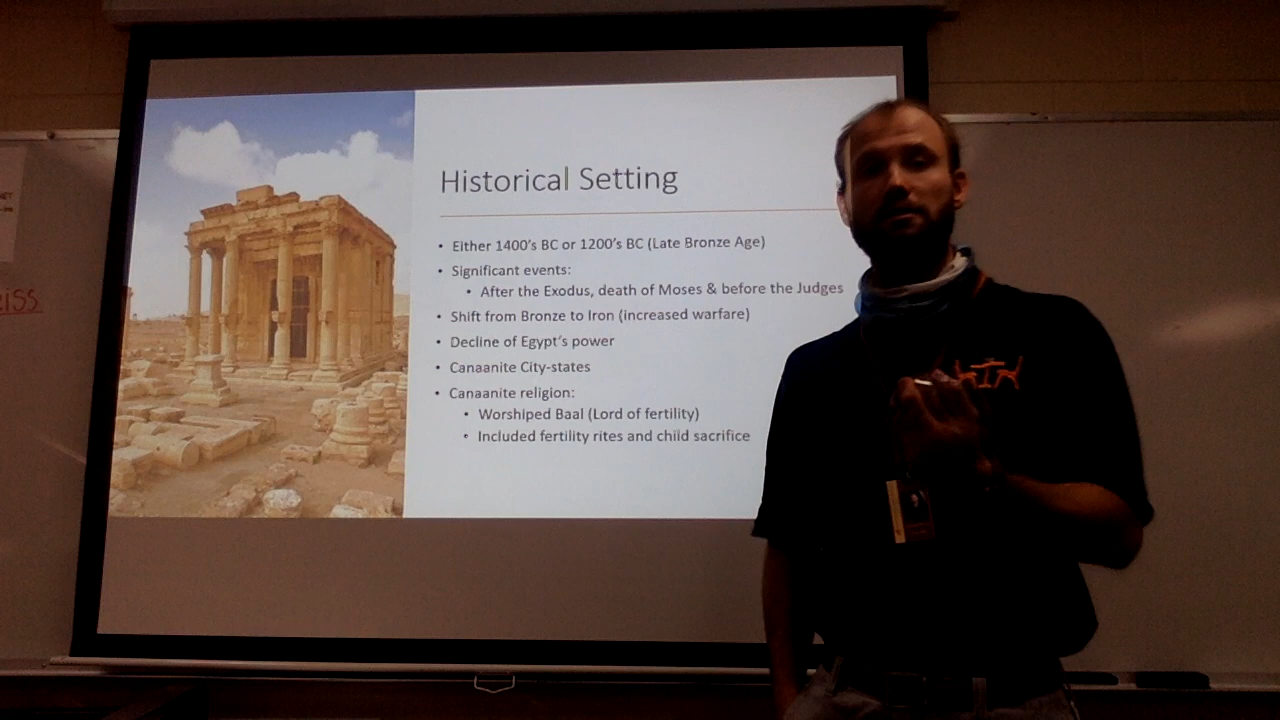 Historical Setting
• Either 1400's BC or 1200's BC (Late Bronze Age)
• Significant events:
• After the Exodus, death of Moses & before the Judges
• Shift from Bronze to Iron (increased warfare)
• Decline of Egypt's power
• Canaanite City-states
• Canaanite religion:
• Worshiped Baal (Lord of fertility)
• Included fertility rites and child sacrifice